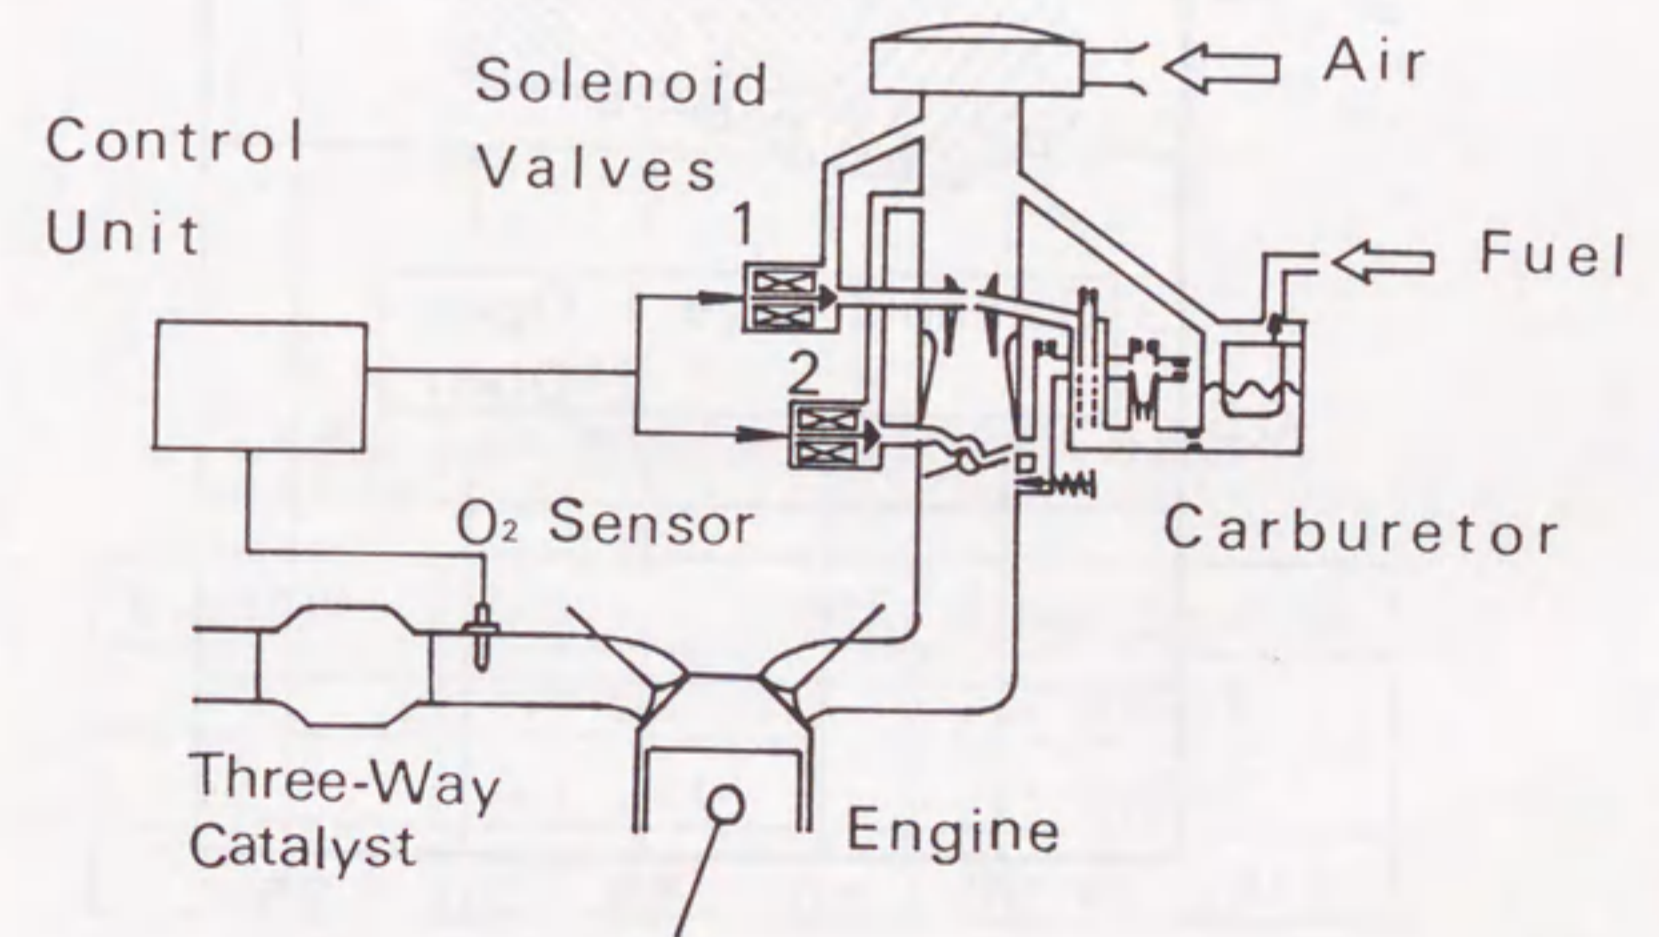 Air
Solenoid
Valves
Control
Unit
1
Fuel
2
O₂ Sensor
Carburetor
Three-Way
Catalyst
Engine